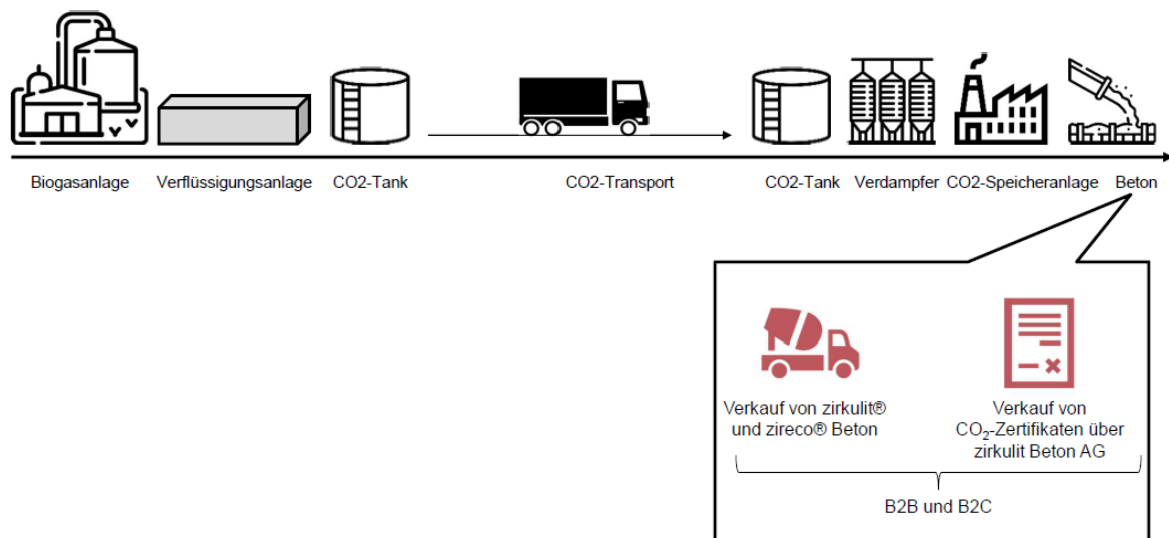 Biogasanlage Verflüssigungsanlage CO2-Tank CO2-Transport CO2-Tank Verdampfer CO2-Speicheranlage Beton
Verkauf von zirkulit®
und zireco® Beton
Verkauf von
CO₂-Zertifikaten über
zirkulit Beton AG
B2B und B2C